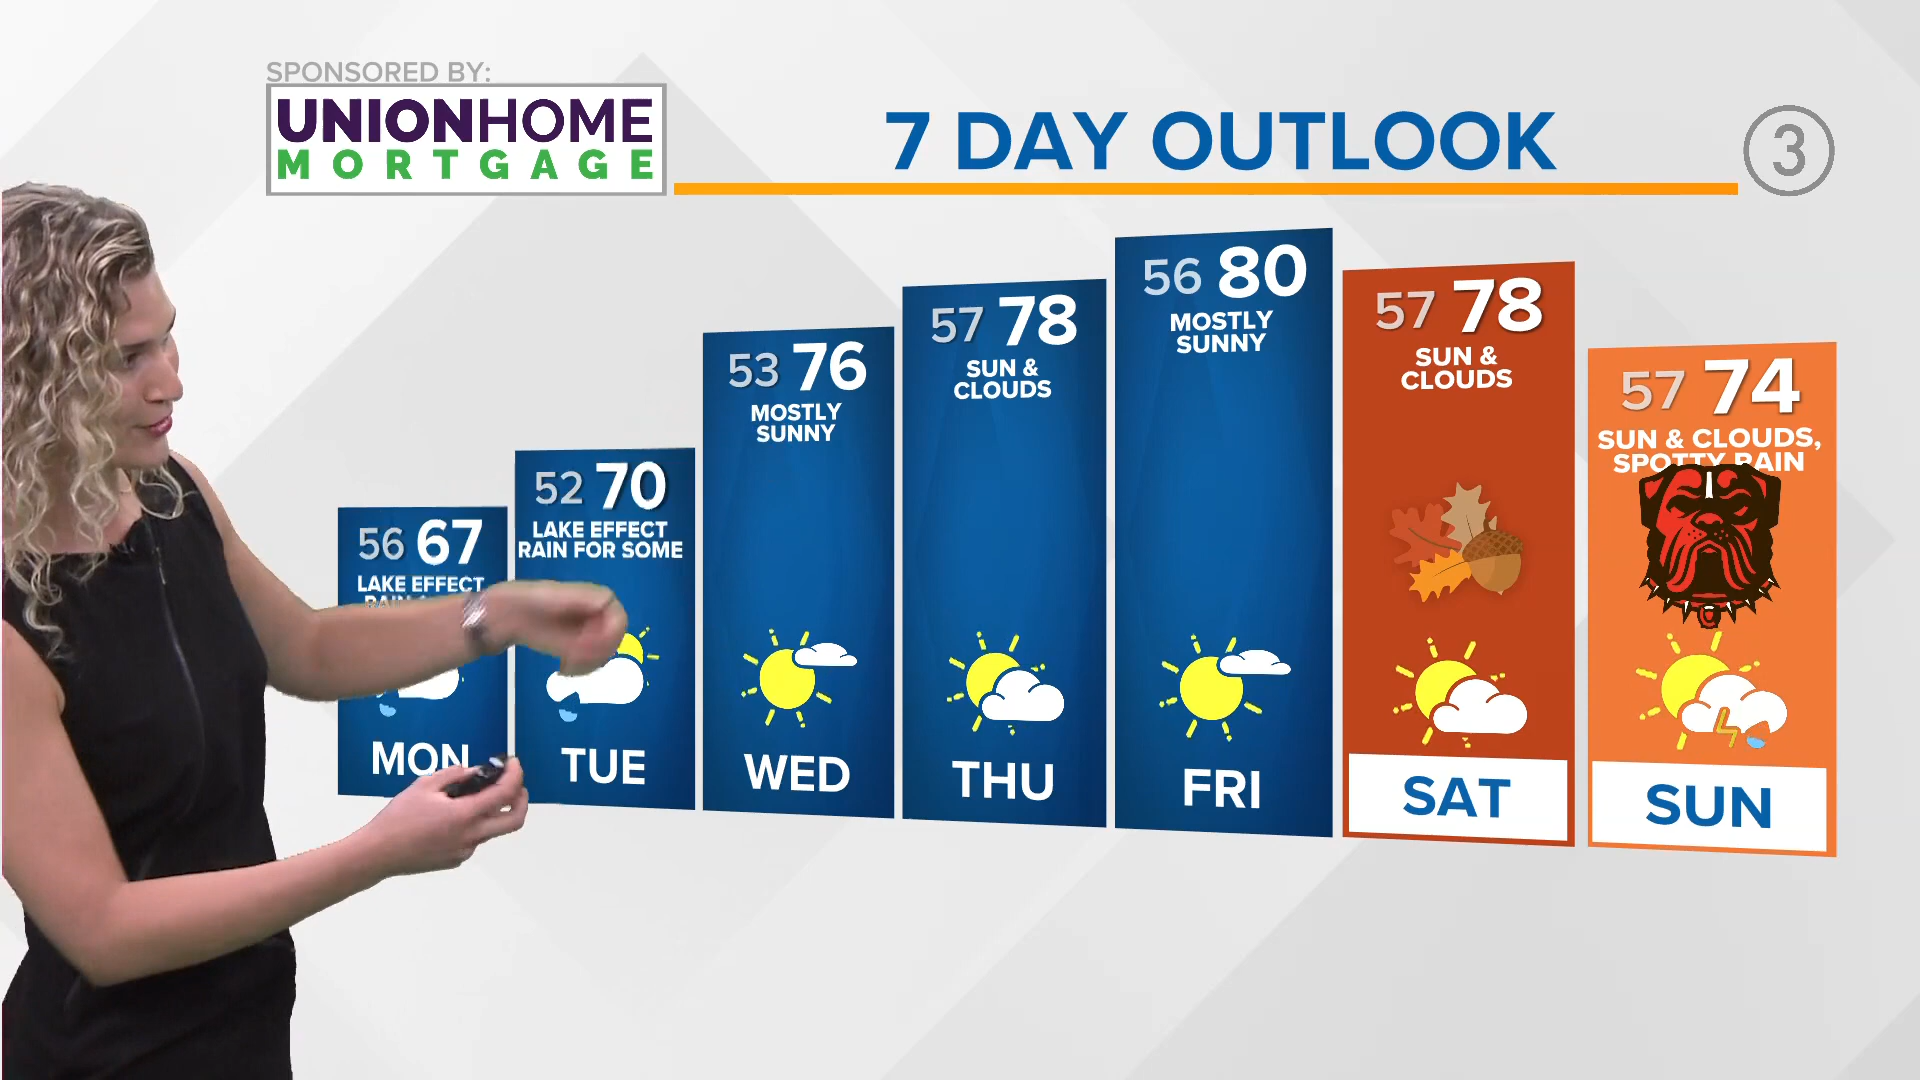 SPONSORED BY:
UNIONHOME
MORTGAGE
7 DAY OUTLOOK
3
56 67
LAKE EFFECT
MON
52 70
LAKE EFFECT
RAIN FOR SOME
TUE
53 76
MOSTLY
SUNNY
WED
57 78
SUN &
CLOUDS
THU
56 80
MOSTLY
SUNNY
FRI
57 78
SUN &
CLOUDS
SAT
57 74
SUN & CLOUDS,
SPOTTY RAIN
SUN